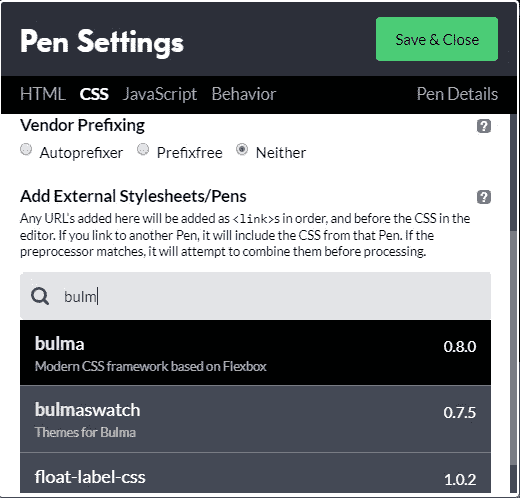 Pen Settings
Save & Close
HTML CSS JavaScript Behavior Pen Details
Vendor Prefixing ?
Autoprefixer Prefixfree Neither
Add External Stylesheets/Pens ?
Any URL's added here will be added as <link>s in order, and before the CSS in the
editor. If you link to another Pen, it will include the CSS from that Pen. If the
preprocessor matches, it will attempt to combine them before processing.
bulm
bulma 0.8.0
Modern CSS framework based on Flexbox
bulmaswatch 0.7.5
Themes for Bulma
float-label-css 1.0.2